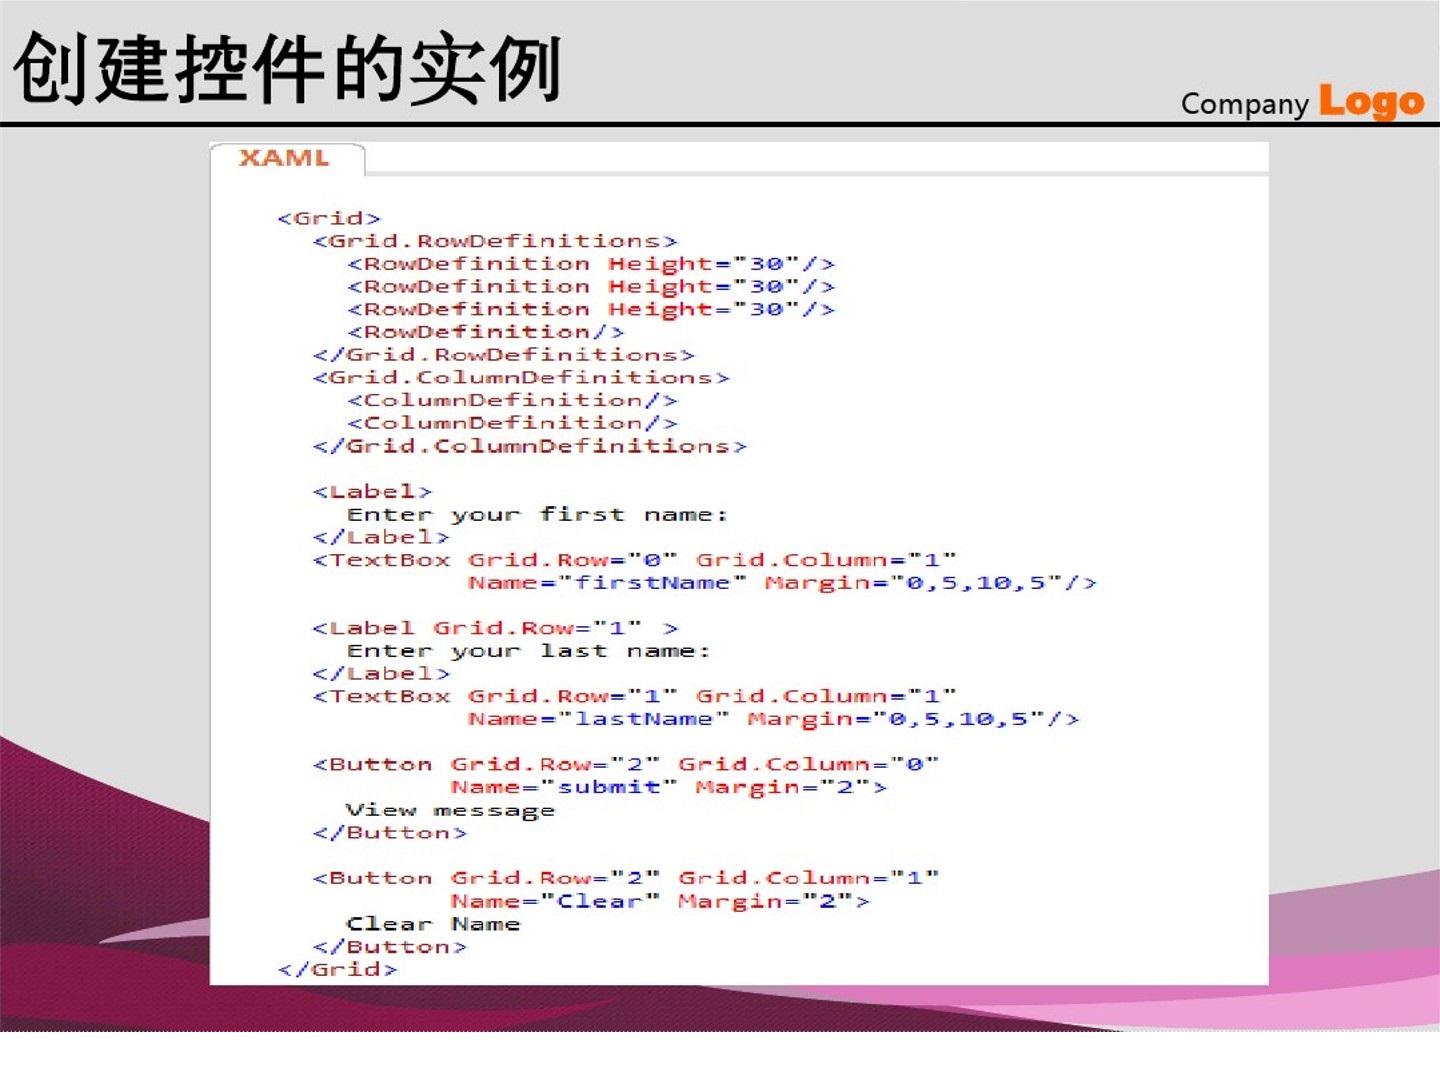 创建控件的实例
Company Logo
XAML
<Grid>
  <Grid.RowDefinitions>
    <RowDefinition Height="30"/>
    <RowDefinition Height="30"/>
    <RowDefinition Height="30"/>
    <RowDefinition/>
  </Grid.RowDefinitions>
  <Grid.ColumnDefinitions>
    <ColumnDefinition/>
    <ColumnDefinition/>
  </Grid.ColumnDefinitions>

  <Label>
    Enter your first name:
  </Label>
  <TextBox Grid.Row="0" Grid.Column="1"
           Name="firstName" Margin="0,5,10,5"/>

  <Label Grid.Row="1" >
    Enter your last name:
  </Label>
  <TextBox Grid.Row="1" Grid.Column="1"
           Name="lastName" Margin="0,5,10,5"/>

  <Button Grid.Row="2" Grid.Column="0"
          Name="submit" Margin="2">
    View message
  </Button>

  <Button Grid.Row="2" Grid.Column="1"
          Name="Clear" Margin="2">
    Clear Name
  </Button>
</Grid>